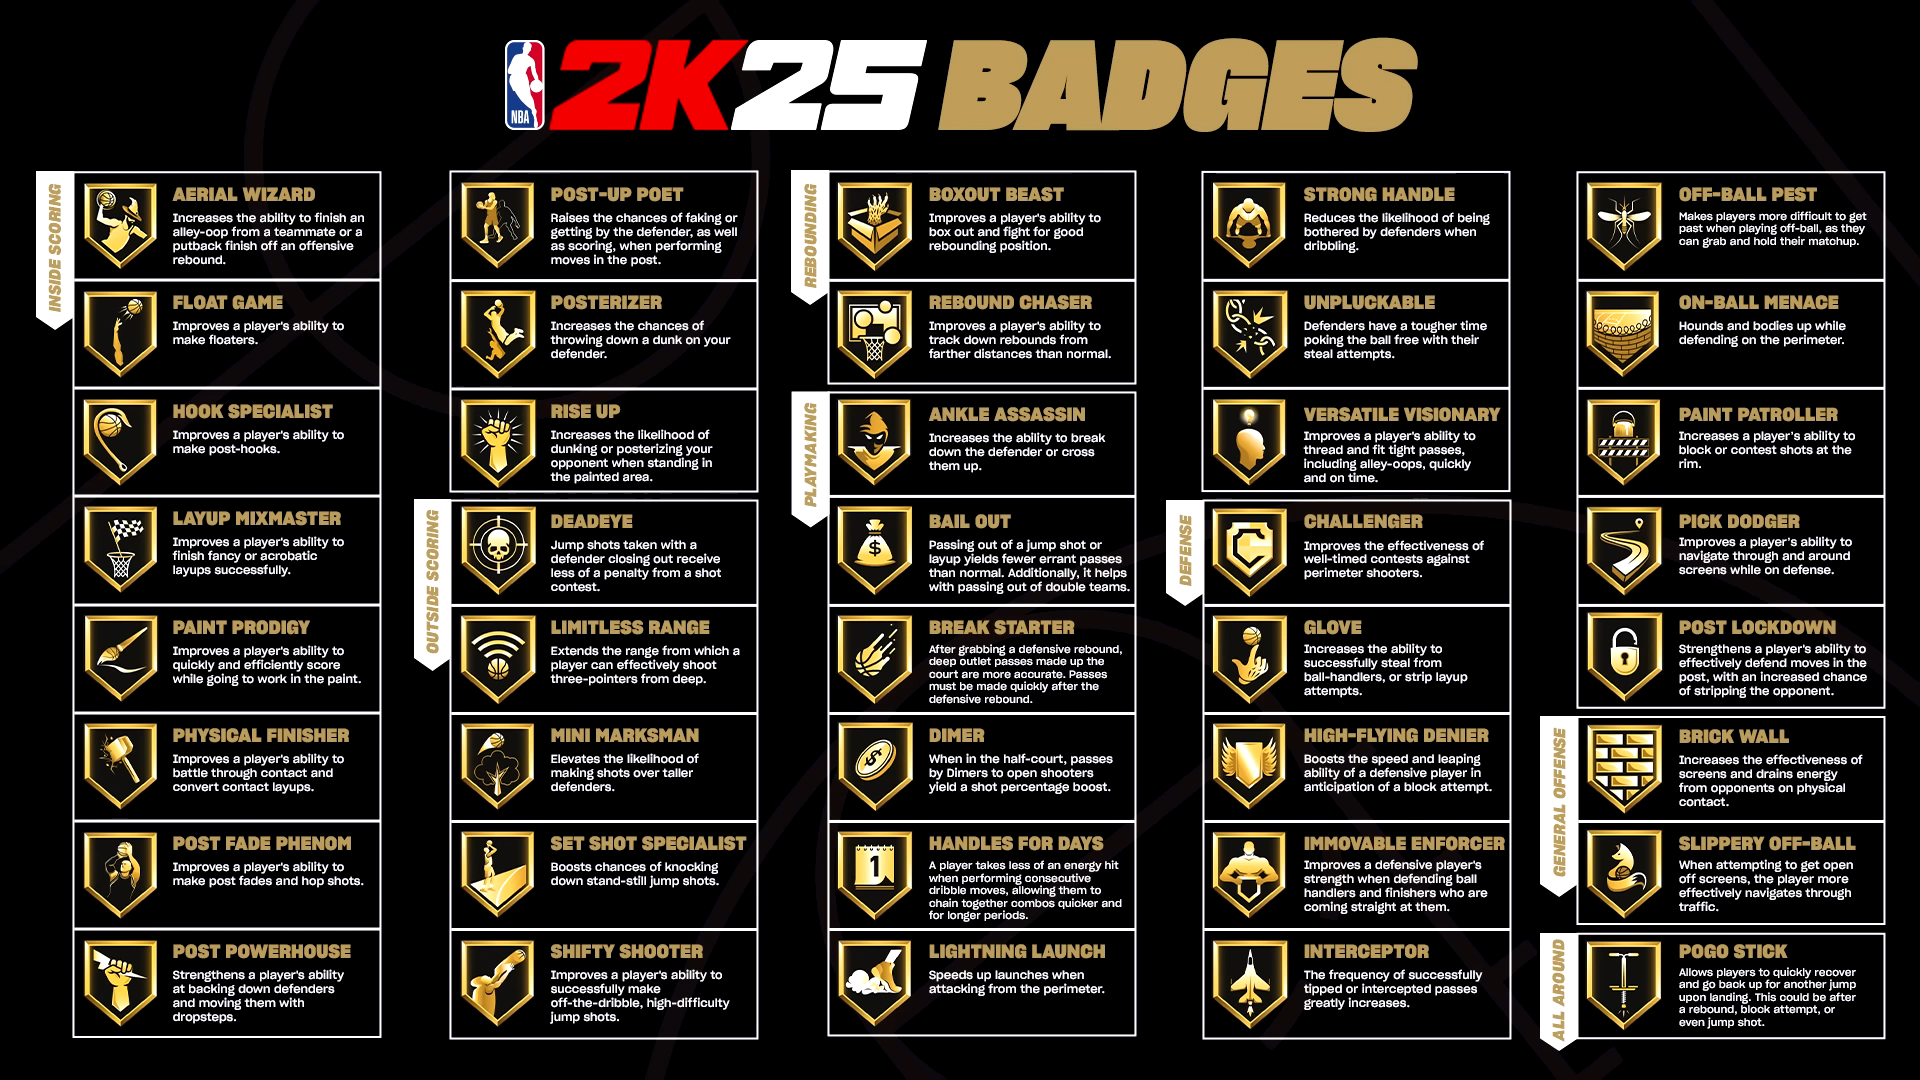 NBA
2K25 BADGES
INSIDE SCORING
AERIAL WIZARD
Increases the ability to finish an
alley-oop from a teammate or a
putback finish off an offensive
rebound.
FLOAT GAME
Improves a player's ability to
make floaters.
HOOK SPECIALIST
Improves a player's ability to
make post-hooks.
LAYUP MIXMASTER
Improves a player's ability to
finish fancy or acrobatic
layups successfully.
PAINT PRODIGY
Improves a player's ability to
quickly and efficiently score
while going to work in the paint.
PHYSICAL FINISHER
Improves a player's ability to
battle through contact and
convert contact layups.
POST FADE PHENOM
Improves a player's ability to
make post fades and hop shots.
POST POWERHOUSE
Strengthens a player's ability
at backing down defenders
and moving them with
dropsteps.
POST-UP POET
Raises the chances of faking or
getting by the defender, as well
as scoring, when performing
moves in the post.
POSTERIZER
Increases the chances of
throwing down a dunk on your
defender.
RISE UP
Increases the likelihood of
dunking or posterizing your
opponent when standing in
the painted area.
OUTSIDE SCORING
DEADEYE
Jump shots taken with a
defender closing out receive
less of a penalty from a shot
contest.
LIMITLESS RANGE
Extends the range from which a
player can effectively shoot
three-pointers from deep.
MINI MARKSMAN
Elevates the likelihood of
making shots over taller
defenders.
SET SHOT SPECIALIST
Boosts chances of knocking
down stand-still jump shots.
SHIFTY SHOOTER
Improves a player's ability to
successfully make
off-the-dribble, high-difficulty
jump shots.
REBOUNDING
BOXOUT BEAST
Improves a player's ability to
box out and fight for good
rebounding position.
REBOUND CHASER
Improves a player's ability to
track down rebounds from
farther distances than normal.
PLAYMAKING
ANKLE ASSASSIN
Increases the ability to break
down the defender or cross
them up.
BAIL OUT
$
Passing out of a jump shot or
layup yields fewer errant passes
than normal. Additionally, it helps
with passing out of double teams.
BREAK STARTER
After grabbing a defensive rebound,
deep outlet passes made up the
court are more accurate. Passes
must be made quickly after the
defensive rebound.
DIMER
$
When in the half-court, passes
by Dimers to open shooters
yield a shot percentage boost.
HANDLES FOR DAYS
1
A player takes less of an energy hit
when performing consecutive
dribble moves, allowing them to
chain together combos quicker and
for longer periods.
LIGHTNING LAUNCH
Speeds up launches when
attacking from the perimeter.
STRONG HANDLE
Reduces the likelihood of being
bothered by defenders when
dribbling.
UNPLUCKABLE
Defenders have a tougher time
poking the ball free with their
steal attempts.
VERSATILE VISIONARY
Improves a player's ability to
thread and fit tight passes,
including alley-oops, quickly
and on time.
DEFENSE
CHALLENGER
Improves the effectiveness of
well-timed contests against
perimeter shooters.
GLOVE
Increases the ability to
successfully steal from
ball-handlers, or strip layup
attempts.
HIGH-FLYING DENIER
Boosts the speed and leaping
ability of a defensive player in
anticipation of a block attempt.
IMMOVABLE ENFORCER
Improves a defensive player's
strength when defending ball
handlers and finishers who are
coming straight at them.
INTERCEPTOR
The frequency of successfully
tipped or intercepted passes
greatly increases.
OFF-BALL PEST
Makes players more difficult to get
past when playing off-ball, as they
can grab and hold their matchup.
ON-BALL MENACE
Hounds and bodies up while
defending on the perimeter.
PAINT PATROLLER
Increases a player's ability to
block or contest shots at the
rim.
PICK DODGER
Improves a player's ability to
navigate through and around
screens while on defense.
POST LOCKDOWN
Strengthens a player's ability to
effectively defend moves in the
post, with an increased chance
of stripping the opponent.
GENERAL OFFENSE
BRICK WALL
Increases the effectiveness of
screens and drains energy
from opponents on physical
contact.
SLIPPERY OFF-BALL
When attempting to get open
off screens, the player more
effectively navigates through
traffic.
ALL AROUND
POGO STICK
Allows players to quickly recover
and go back up for another jump
upon landing. This could be after
a rebound, block attempt, or
even jump shot.